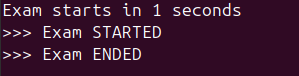 Exam starts in 1 seconds
>>> Exam STARTED
>>> Exam ENDED